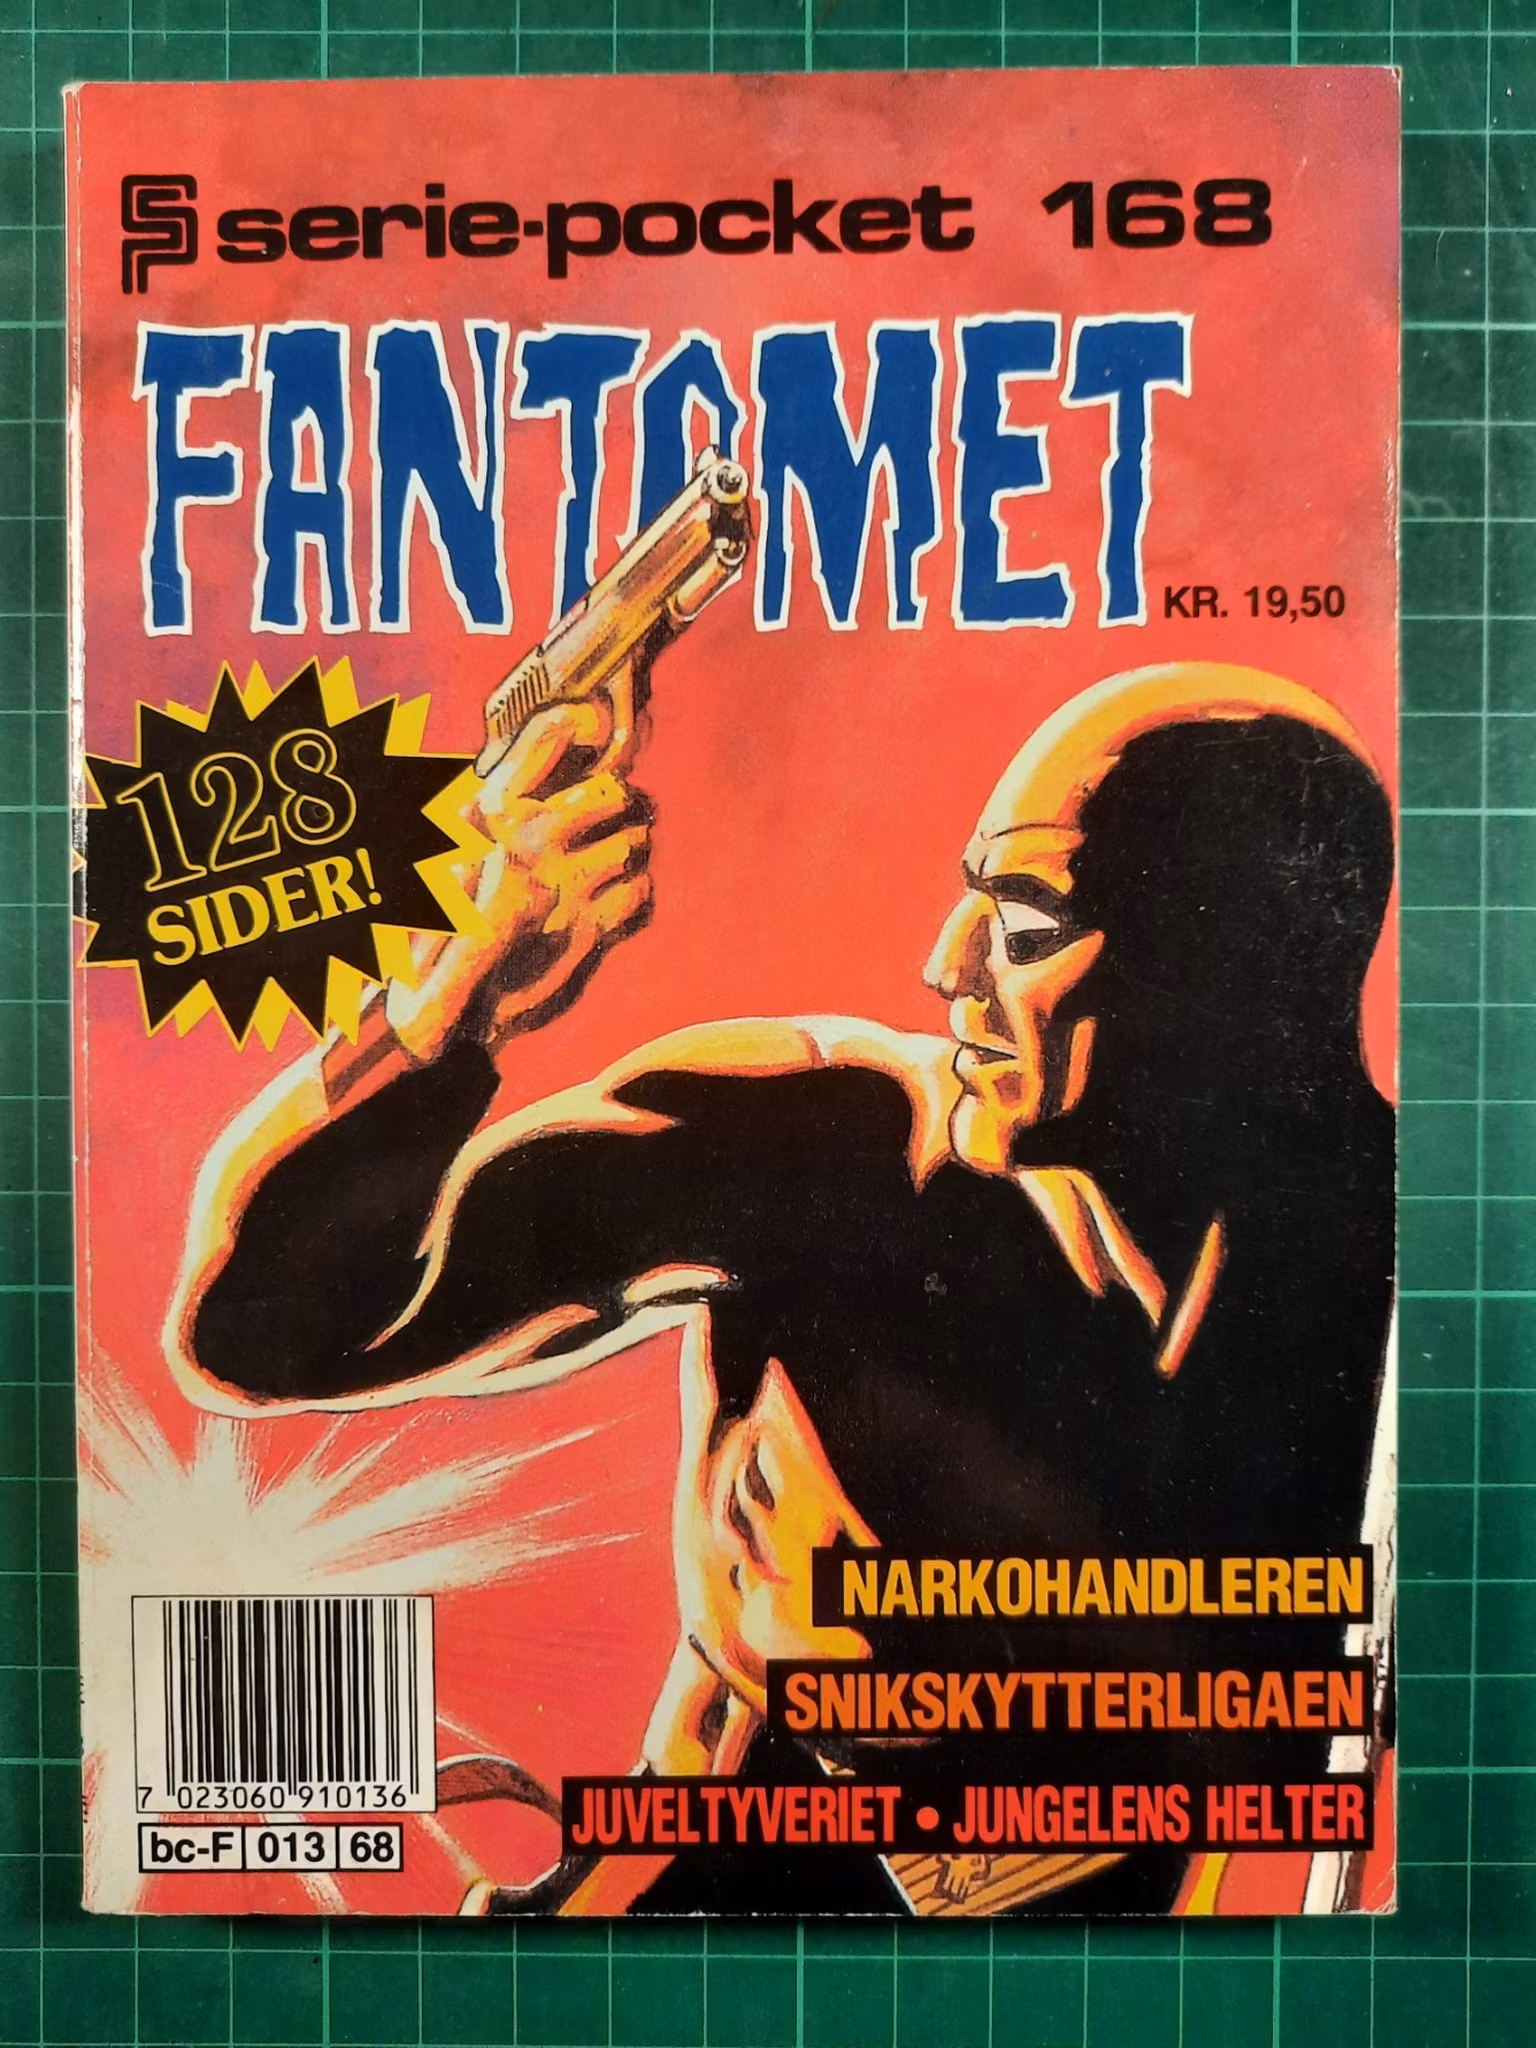 serie-pocket 168
FANTOMET
KR. 19,50
128
SIDER!
NARKOHANDLEREN
SNIKSKYTTERLIGAEN
JUVELTYVERIET • JUNGELENS HELTER
7 023060 910136
bc-F 013 68